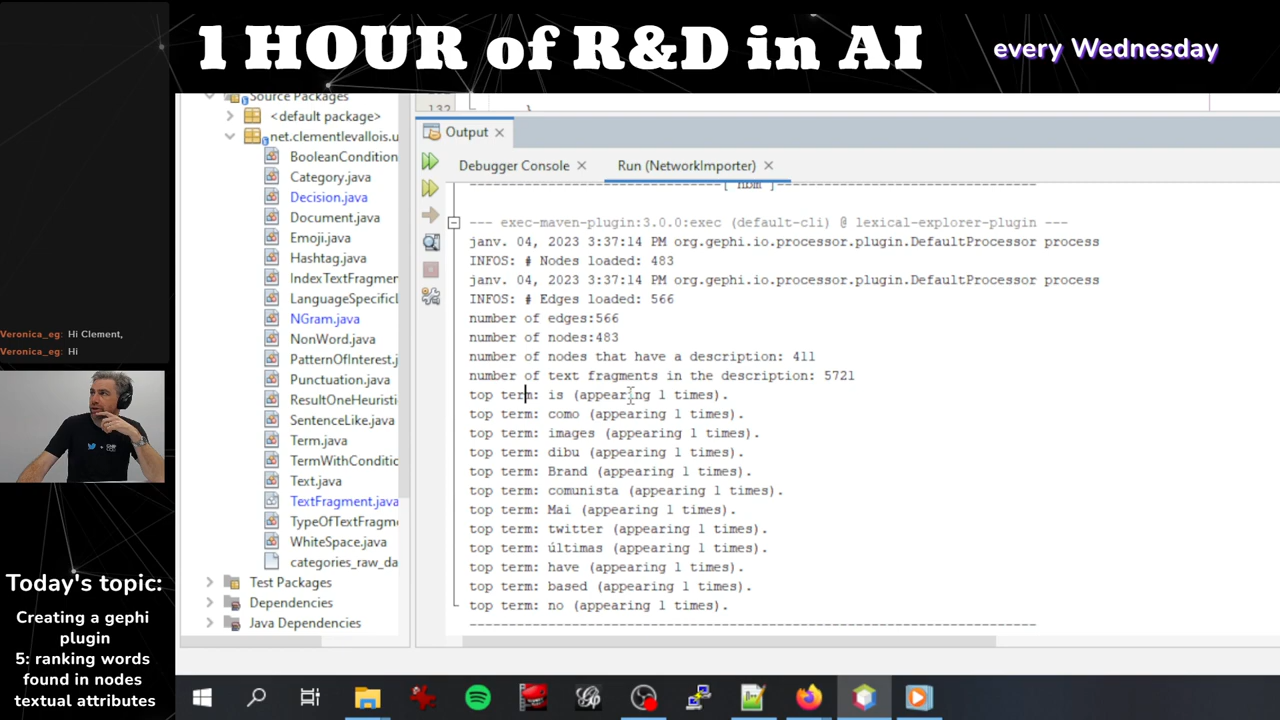 1 HOUR of R&D in AI
every Wednesday
Source Packages
<default package>
net.clementlevallois.u
BooleanCondition
Category.java
Decision.java
Document.java
Emoji.java
Hashtag.java
IndexTextFragmer
LanguageSpecificL
NGram.java
NonWord.java
PatternOfInterest.j
Punctuation.java
ResultOneHeuristi
SentenceLike.java
Term.java
TermWithConditic
Text.java
TextFragment.java
TypeOfTextFragm
WhiteSpace.java
categories_raw_da
Test Packages
Dependencies
Java Dependencies
132
Output
Debugger Console
Run (NetworkImporter)
--------------------------------[ nbm ]---------------------------------
--- exec-maven-plugin:3.0.0:exec (default-cli) @ lexical-explorer-plugin ---
janv. 04, 2023 3:37:14 PM org.gephi.io.processor.plugin.DefaultProcessor process
INFOS: # Nodes loaded: 483
janv. 04, 2023 3:37:14 PM org.gephi.io.processor.plugin.DefaultProcessor process
INFOS: # Edges loaded: 566
number of edges:566
number of nodes:483
number of nodes that have a description: 411
number of text fragments in the description: 5721
top term: is (appearing 1 times).
top term: como (appearing 1 times).
top term: images (appearing 1 times).
top term: dibu (appearing 1 times).
top term: Brand (appearing 1 times).
top term: comunista (appearing 1 times).
top term: Mai (appearing 1 times).
top term: twitter (appearing 1 times).
top term: últimas (appearing 1 times).
top term: have (appearing 1 times).
top term: based (appearing 1 times).
top term: no (appearing 1 times).
------------------------------------------------------------------------
Veronica_eg: Hi Clement,
Veronica_eg: Hi
Today's topic:
Creating a gephi
plugin
5: ranking words
found in nodes
textual attributes